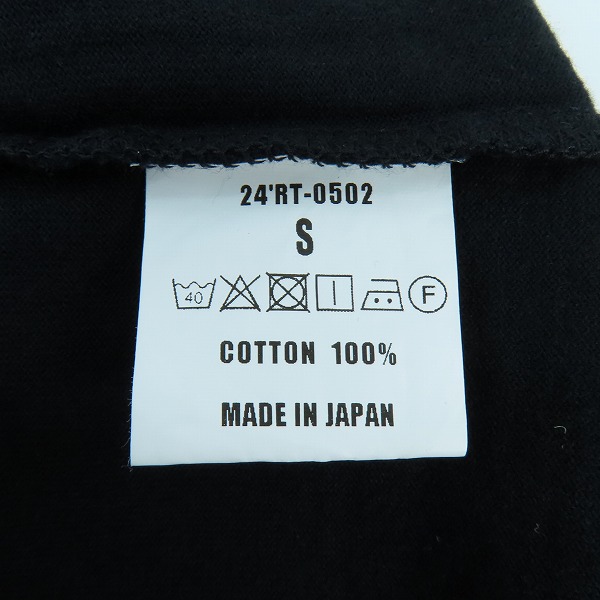 24'RT-0502
S
40 F
COTTON 100%
MADE IN JAPAN